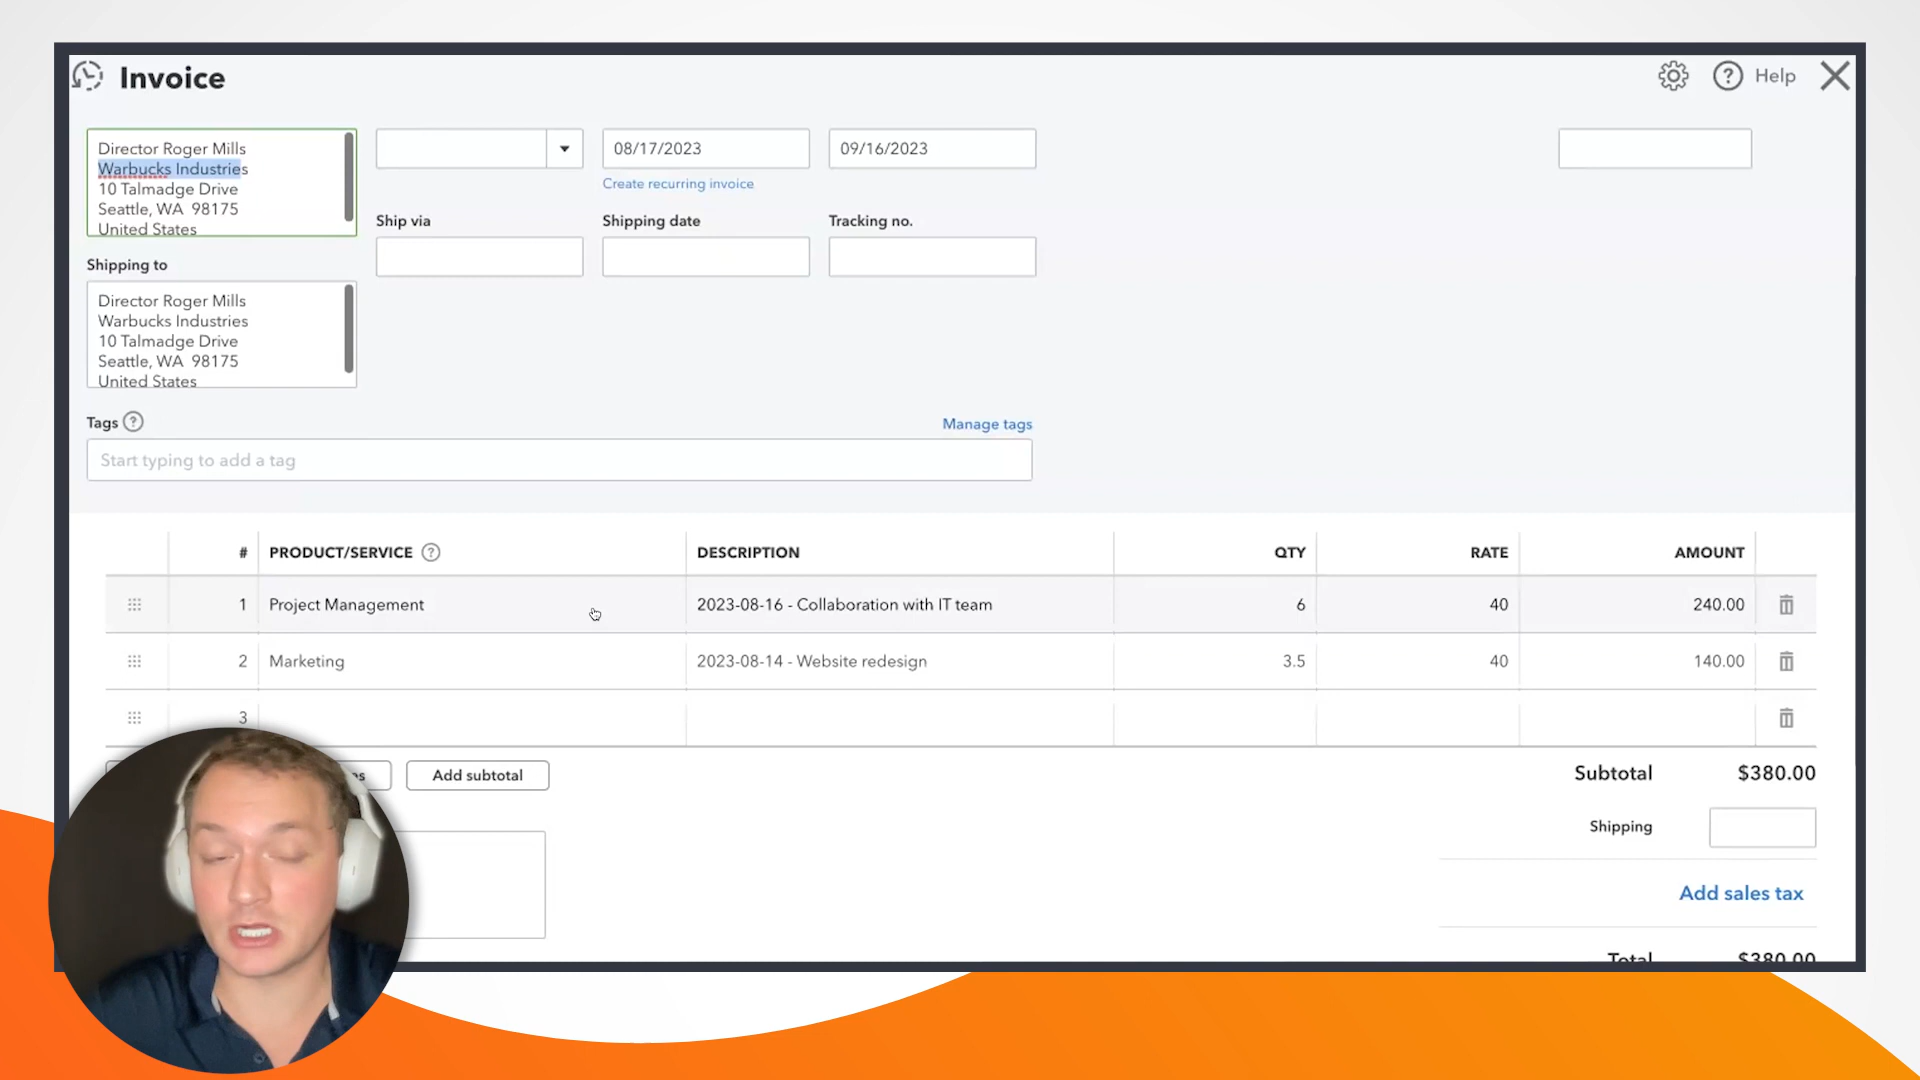 Invoice
Help
Director Roger Mills
Warbucks Industries
10 Talmadge Drive
Seattle, WA 98175
United States
08/17/2023
09/16/2023
Create recurring invoice
Ship via
Shipping date
Tracking no.
Shipping to
Director Roger Mills
Warbucks Industries
10 Talmadge Drive
Seattle, WA 98175
United States
Tags
Manage tags
Start typing to add a tag
# PRODUCT/SERVICE DESCRIPTION QTY RATE AMOUNT
1 Project Management 2023-08-16 - Collaboration with IT team 6 40 240.00
2 Marketing 2023-08-14 - Website redesign 3.5 40 140.00
3
Add subtotal
Subtotal $380.00
Shipping
Add sales tax
Total $380.00